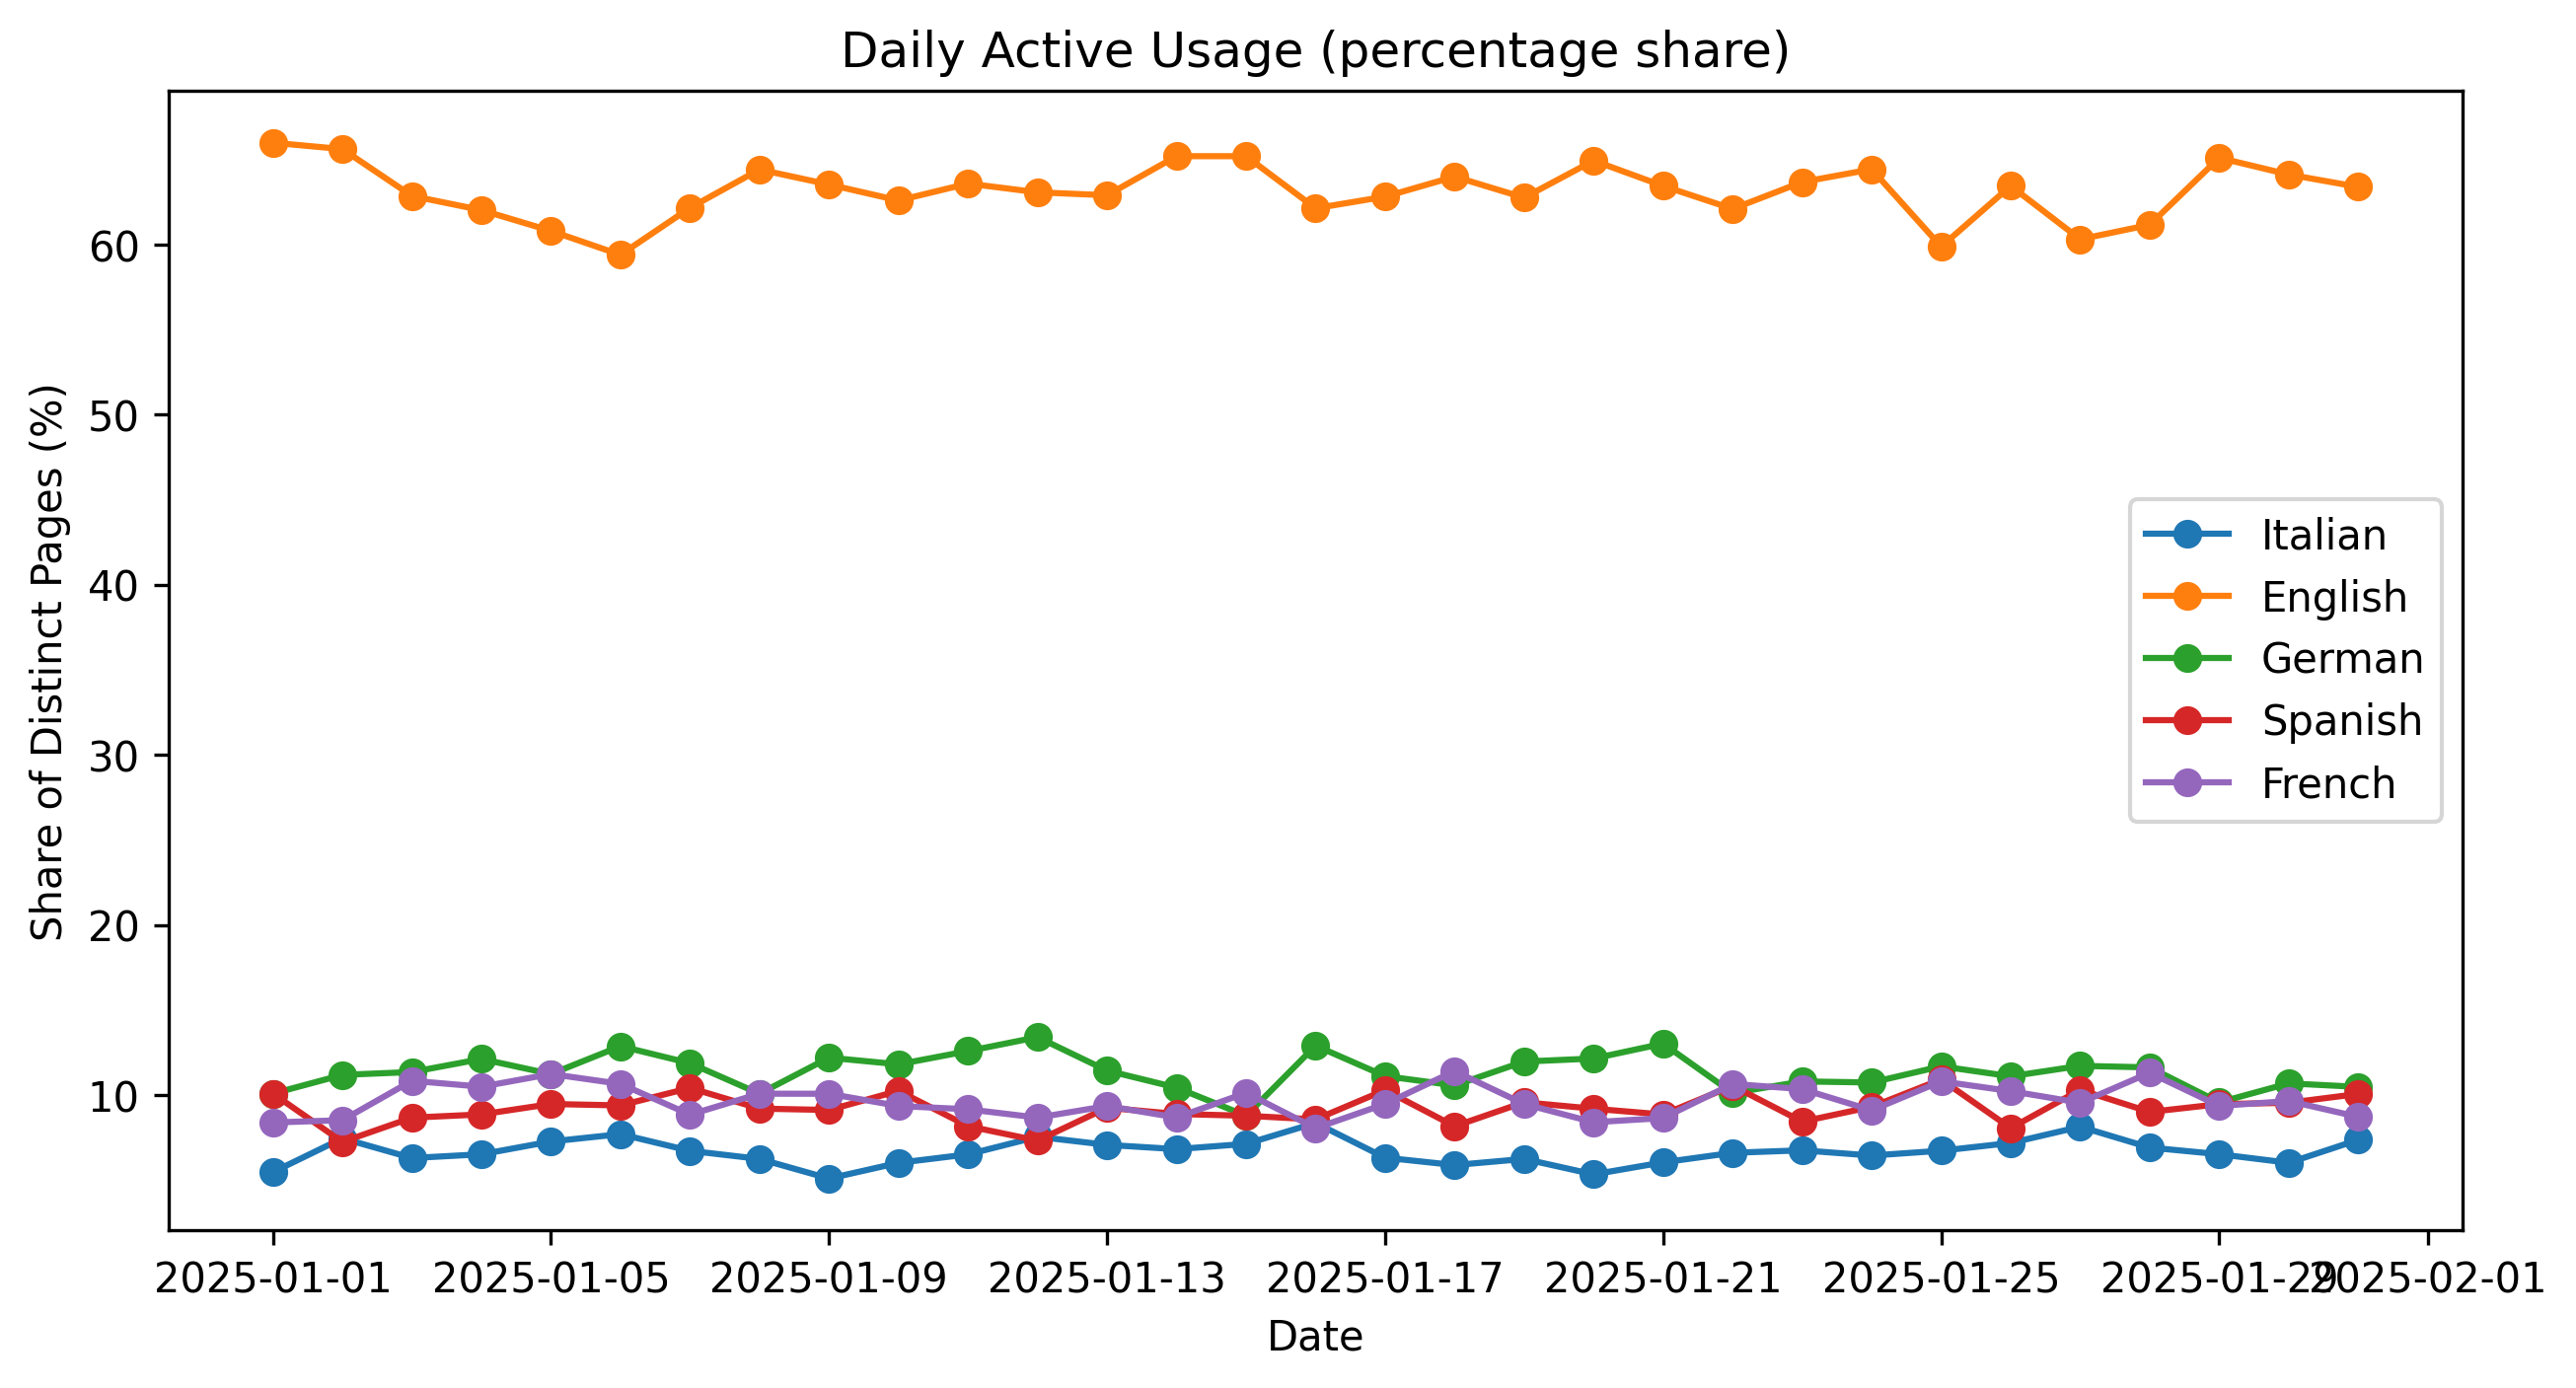 Daily Active Usage (percentage share)
Share of Distinct Pages (%)
60
50
40
30
20
10
Italian
English
German
Spanish
French
2025-01-01 2025-01-05 2025-01-09 2025-01-13 2025-01-17 2025-01-21 2025-01-25 2025-01-29 2025-02-01
Date